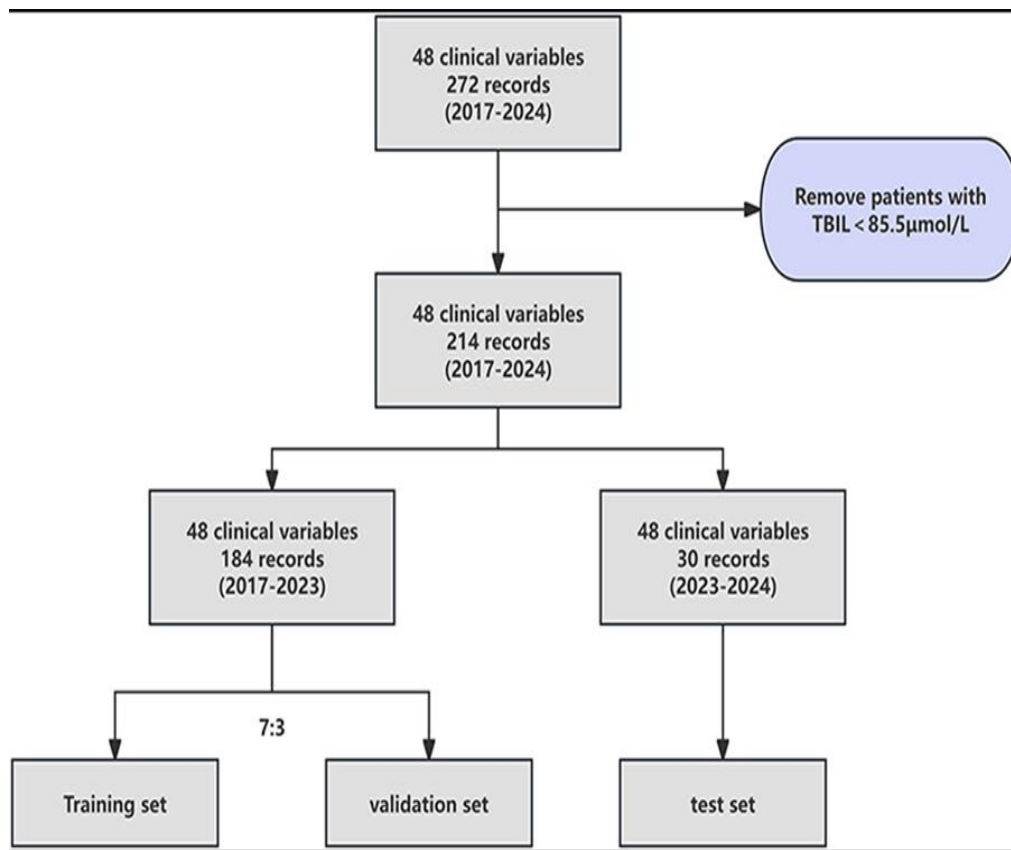 48 clinical variables
272 records
(2017-2024)
Remove patients with
TBIL < 85.5μmol/L
48 clinical variables
214 records
(2017-2024)
48 clinical variables
184 records
(2017-2023)
48 clinical variables
30 records
(2023-2024)
7:3
Training set
validation set
test set